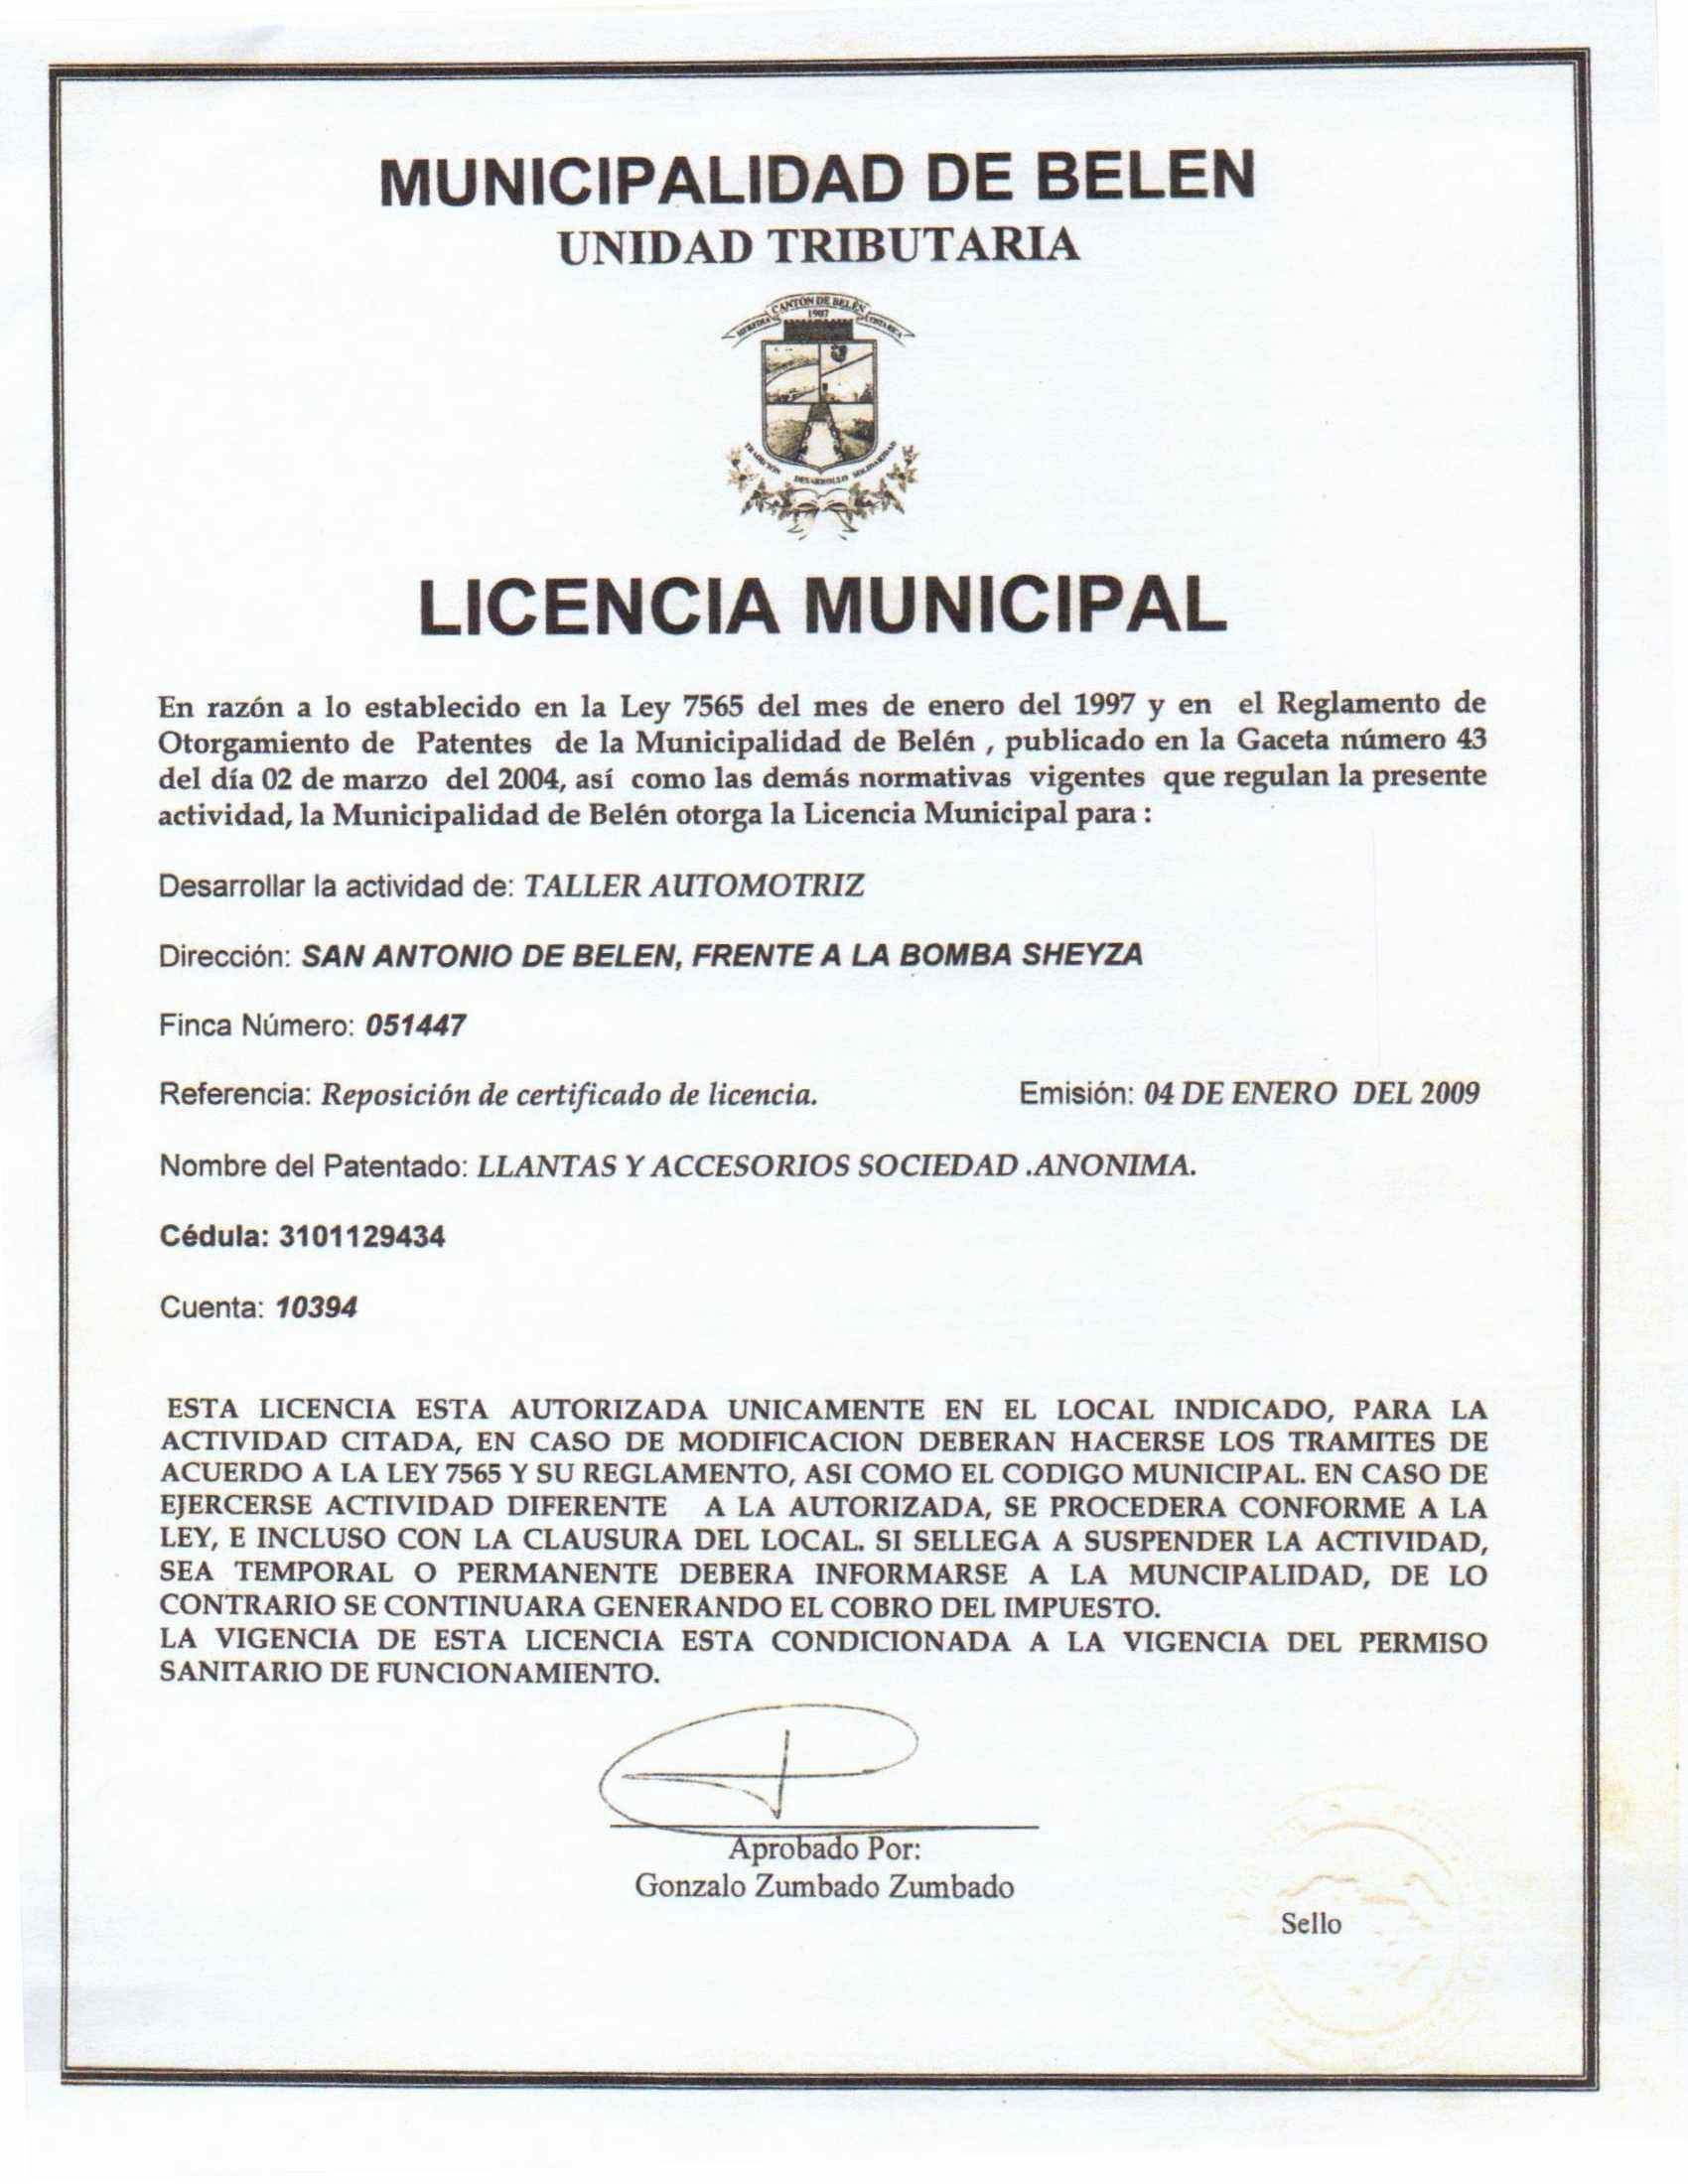 MUNICIPALIDAD DE BELEN
UNIDAD TRIBUTARIA
CANTÓN DE BELÉN
HEREDIA 1907 COSTA RICA
TRADICIÓN DESARROLLO SOLIDARIDAD
LICENCIA MUNICIPAL
En razón a lo establecido en la Ley 7565 del mes de enero del 1997 y en el Reglamento de
Otorgamiento de Patentes de la Municipalidad de Belén , publicado en la Gaceta número 43
del día 02 de marzo del 2004, así como las demás normativas vigentes que regulan la presente
actividad, la Municipalidad de Belén otorga la Licencia Municipal para :
Desarrollar la actividad de: TALLER AUTOMOTRIZ
Dirección: SAN ANTONIO DE BELEN, FRENTE A LA BOMBA SHEYZA
Finca Número: 051447
Referencia: Reposición de certificado de licencia. Emisión: 04 DE ENERO DEL 2009
Nombre del Patentado: LLANTAS Y ACCESORIOS SOCIEDAD .ANONIMA.
Cédula: 3101129434
Cuenta: 10394
ESTA LICENCIA ESTA AUTORIZADA UNICAMENTE EN EL LOCAL INDICADO, PARA LA
ACTIVIDAD CITADA, EN CASO DE MODIFICACION DEBERAN HACERSE LOS TRAMITES DE
ACUERDO A LA LEY 7565 Y SU REGLAMENTO, ASI COMO EL CODIGO MUNICIPAL. EN CASO DE
EJERCERSE ACTIVIDAD DIFERENTE A LA AUTORIZADA, SE PROCEDERA CONFORME A LA
LEY, E INCLUSO CON LA CLAUSURA DEL LOCAL. SI SELLEGA A SUSPENDER LA ACTIVIDAD,
SEA TEMPORAL O PERMANENTE DEBERA INFORMARSE A LA MUNCIPALIDAD, DE LO
CONTRARIO SE CONTINUARA GENERANDO EL COBRO DEL IMPUESTO.
LA VIGENCIA DE ESTA LICENCIA ESTA CONDICIONADA A LA VIGENCIA DEL PERMISO
SANITARIO DE FUNCIONAMIENTO.
Aprobado Por:
Gonzalo Zumbado Zumbado
Sello